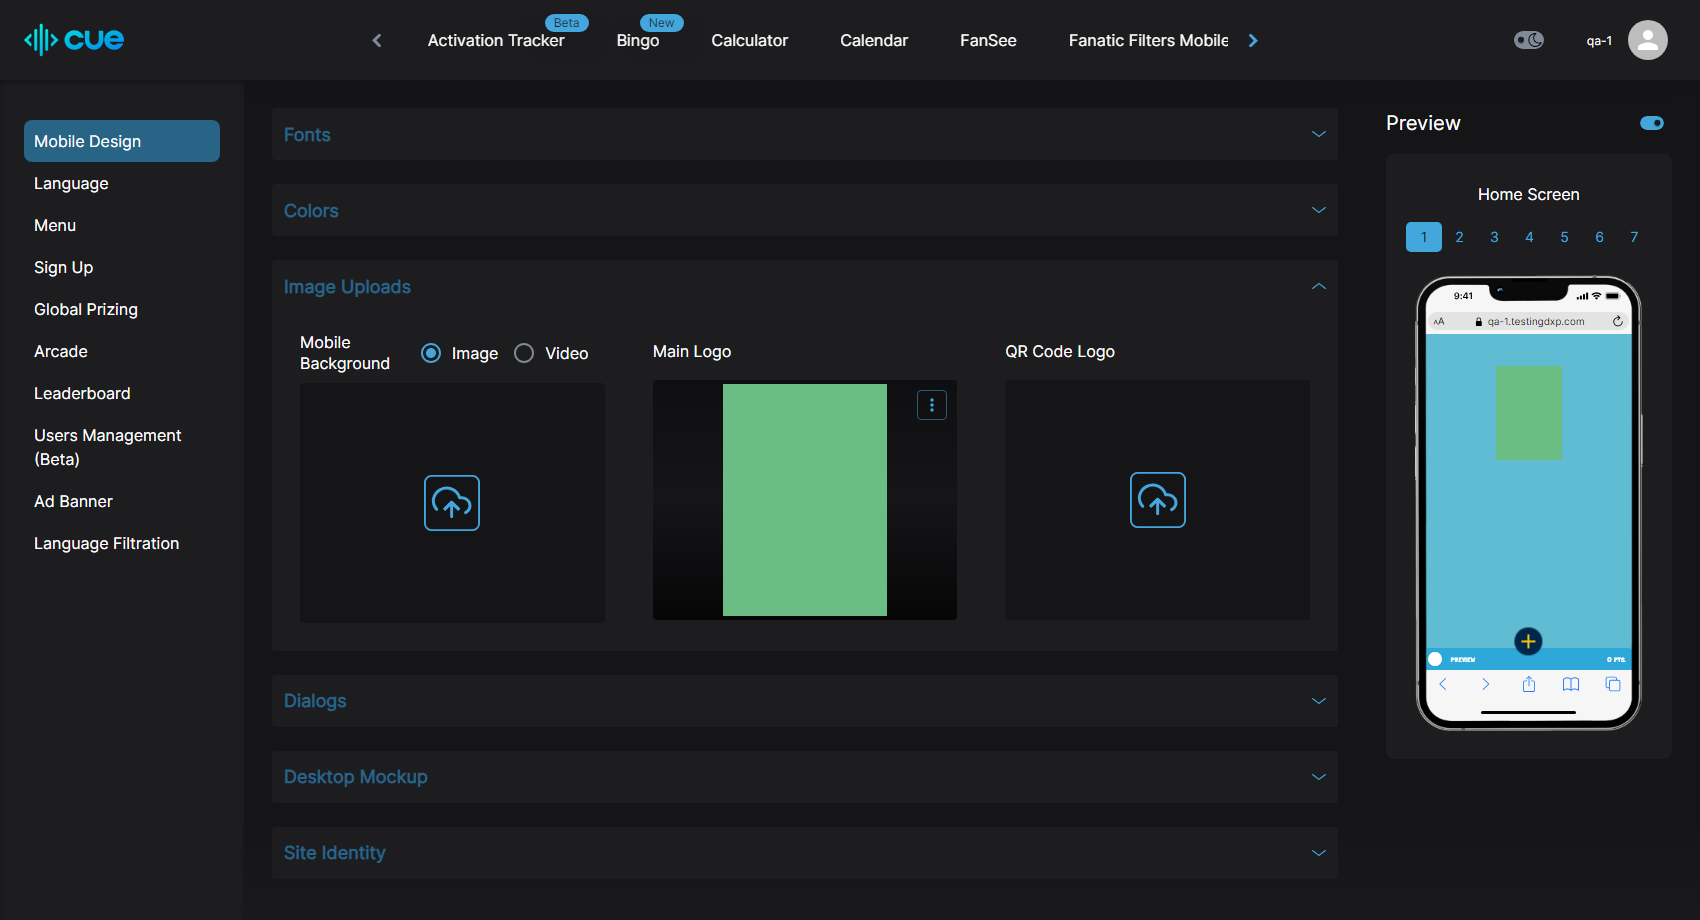 cue
Activation Tracker
Beta
Bingo
New
Calculator
Calendar
FanSee
Fanatic Filters Mobile
qa-1
Mobile Design
Language
Menu
Sign Up
Global Prizing
Arcade
Leaderboard
Users Management
(Beta)
Ad Banner
Language Filtration
Fonts
Colors
Image Uploads
Mobile
Background
Image
Video
Main Logo
QR Code Logo
Dialogs
Desktop Mockup
Site Identity
Preview
Home Screen
1 2 3 4 5 6 7
9:41
AA qa-1.testingdxp.com
PREVIEW 0 PTS.